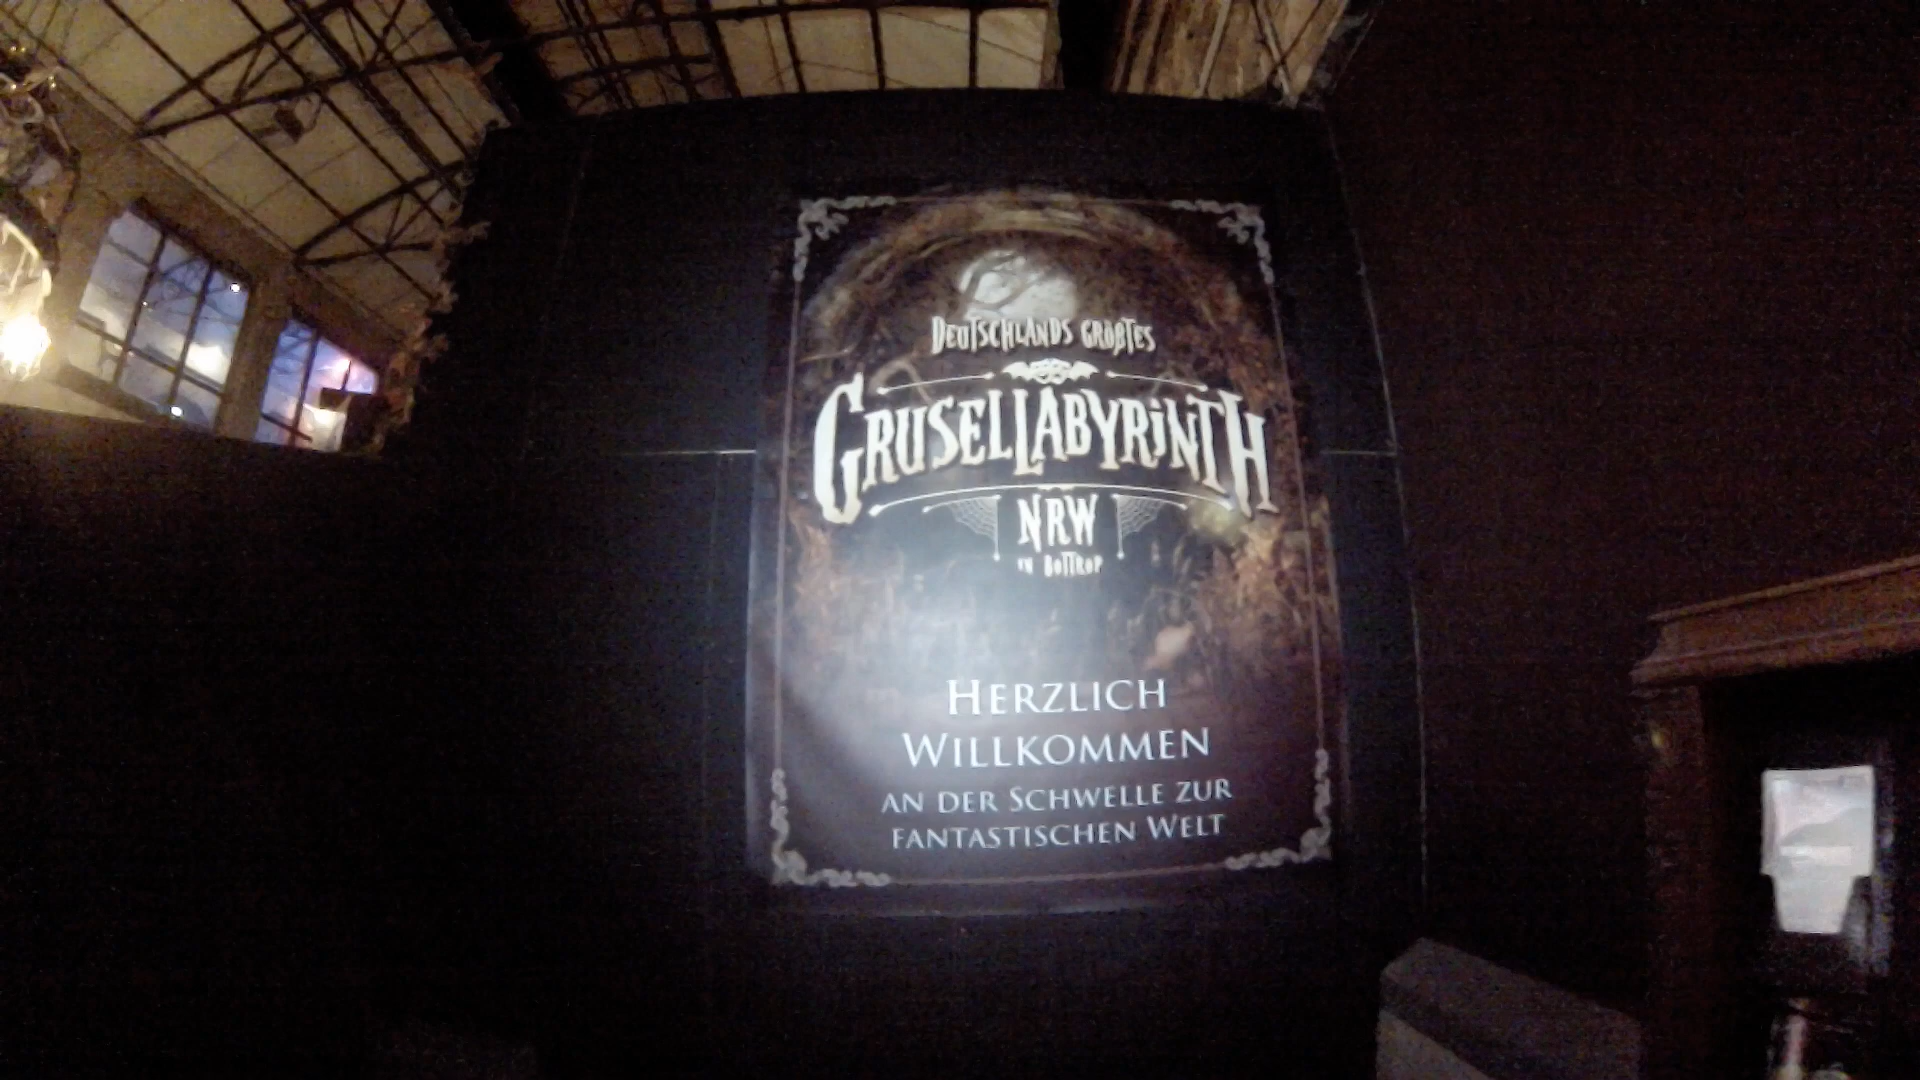 Deutschlands größtes
Grusellabyrinth
NRW
in Bottrop
Herzlich
Willkommen
an der Schwelle zur
fantastischen Welt